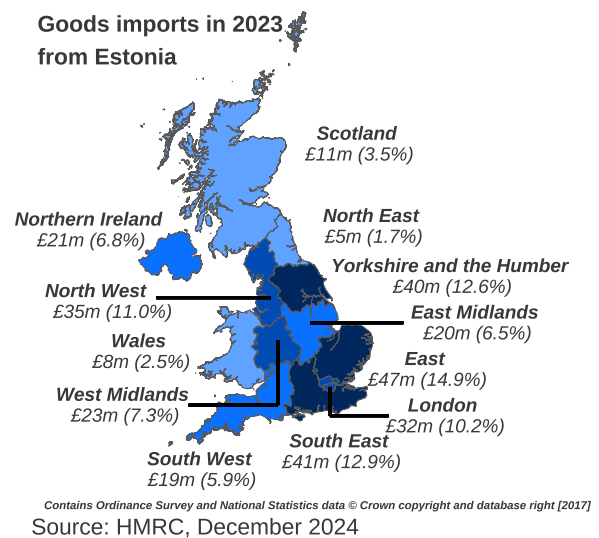 Goods imports in 2023
from Estonia
Scotland
£11m (3.5%)
Northern Ireland
£21m (6.8%)
North East
£5m (1.7%)
Yorkshire and the Humber
£40m (12.6%)
North West
£35m (11.0%)
East Midlands
£20m (6.5%)
Wales
£8m (2.5%)
East
£47m (14.9%)
West Midlands
£23m (7.3%)
London
£32m (10.2%)
South East
£41m (12.9%)
South West
£19m (5.9%)
Contains Ordinance Survey and National Statistics data © Crown copyright and database right [2017]
Source: HMRC, December 2024